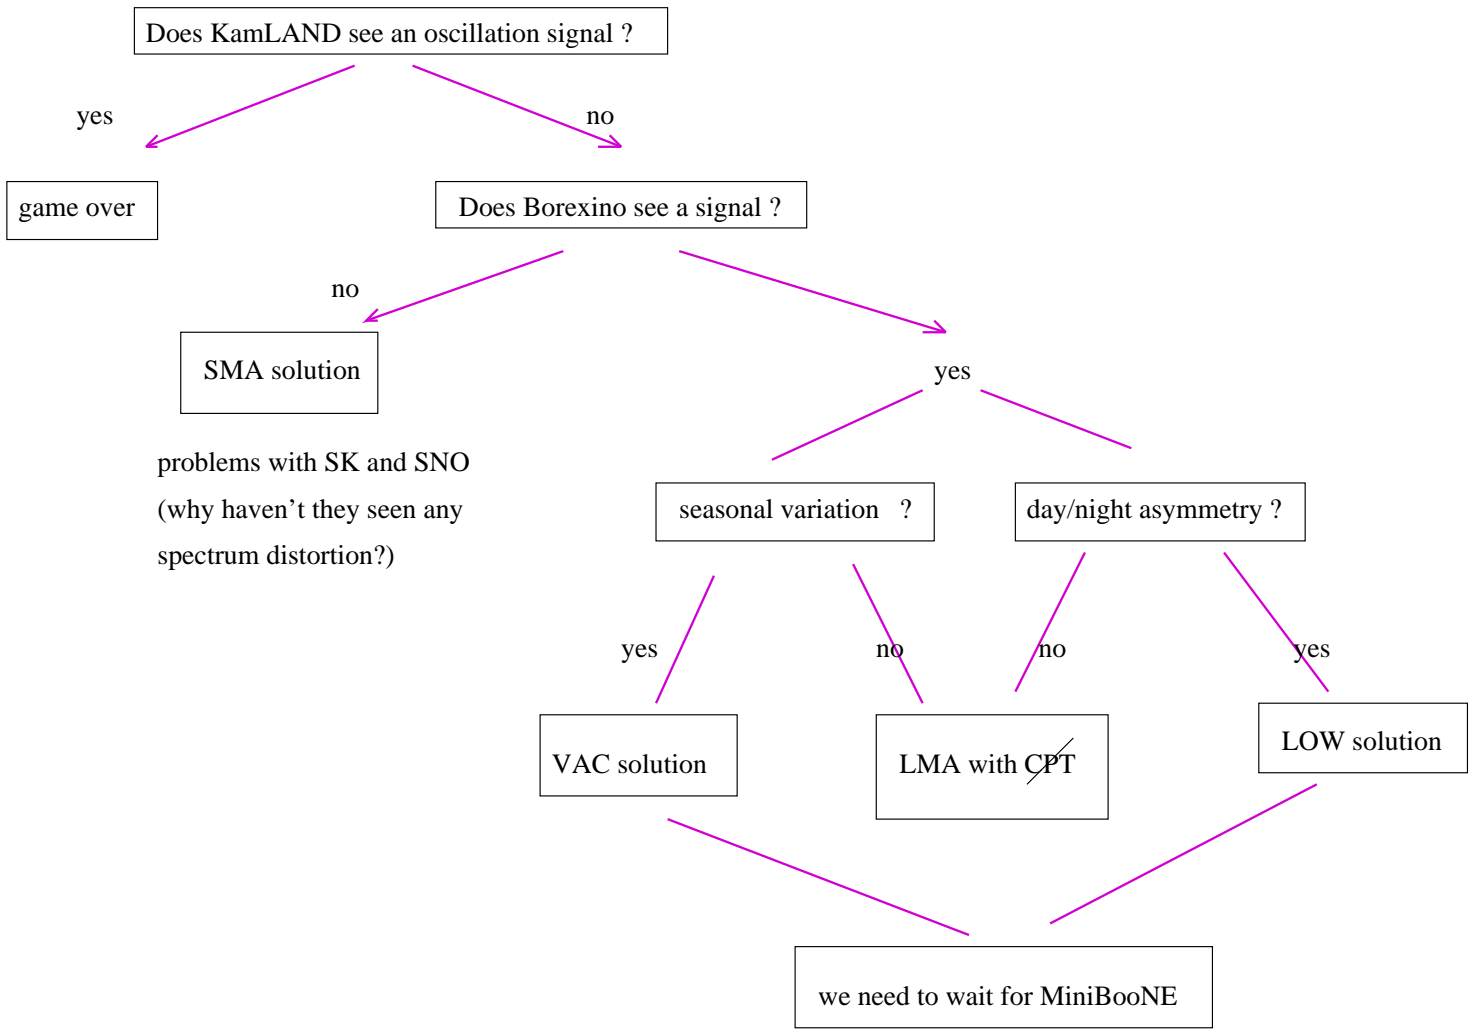 Does KamLAND see an oscillation signal ?
yes
no
game over
Does Borexino see a signal ?
no
SMA solution
yes
problems with SK and SNO
(why haven't they seen any
spectrum distortion?)
seasonal variation ?
day/night asymmetry ?
yes
no
no
yes
VAC solution
LMA with CPT
LOW solution
we need to wait for MiniBooNE